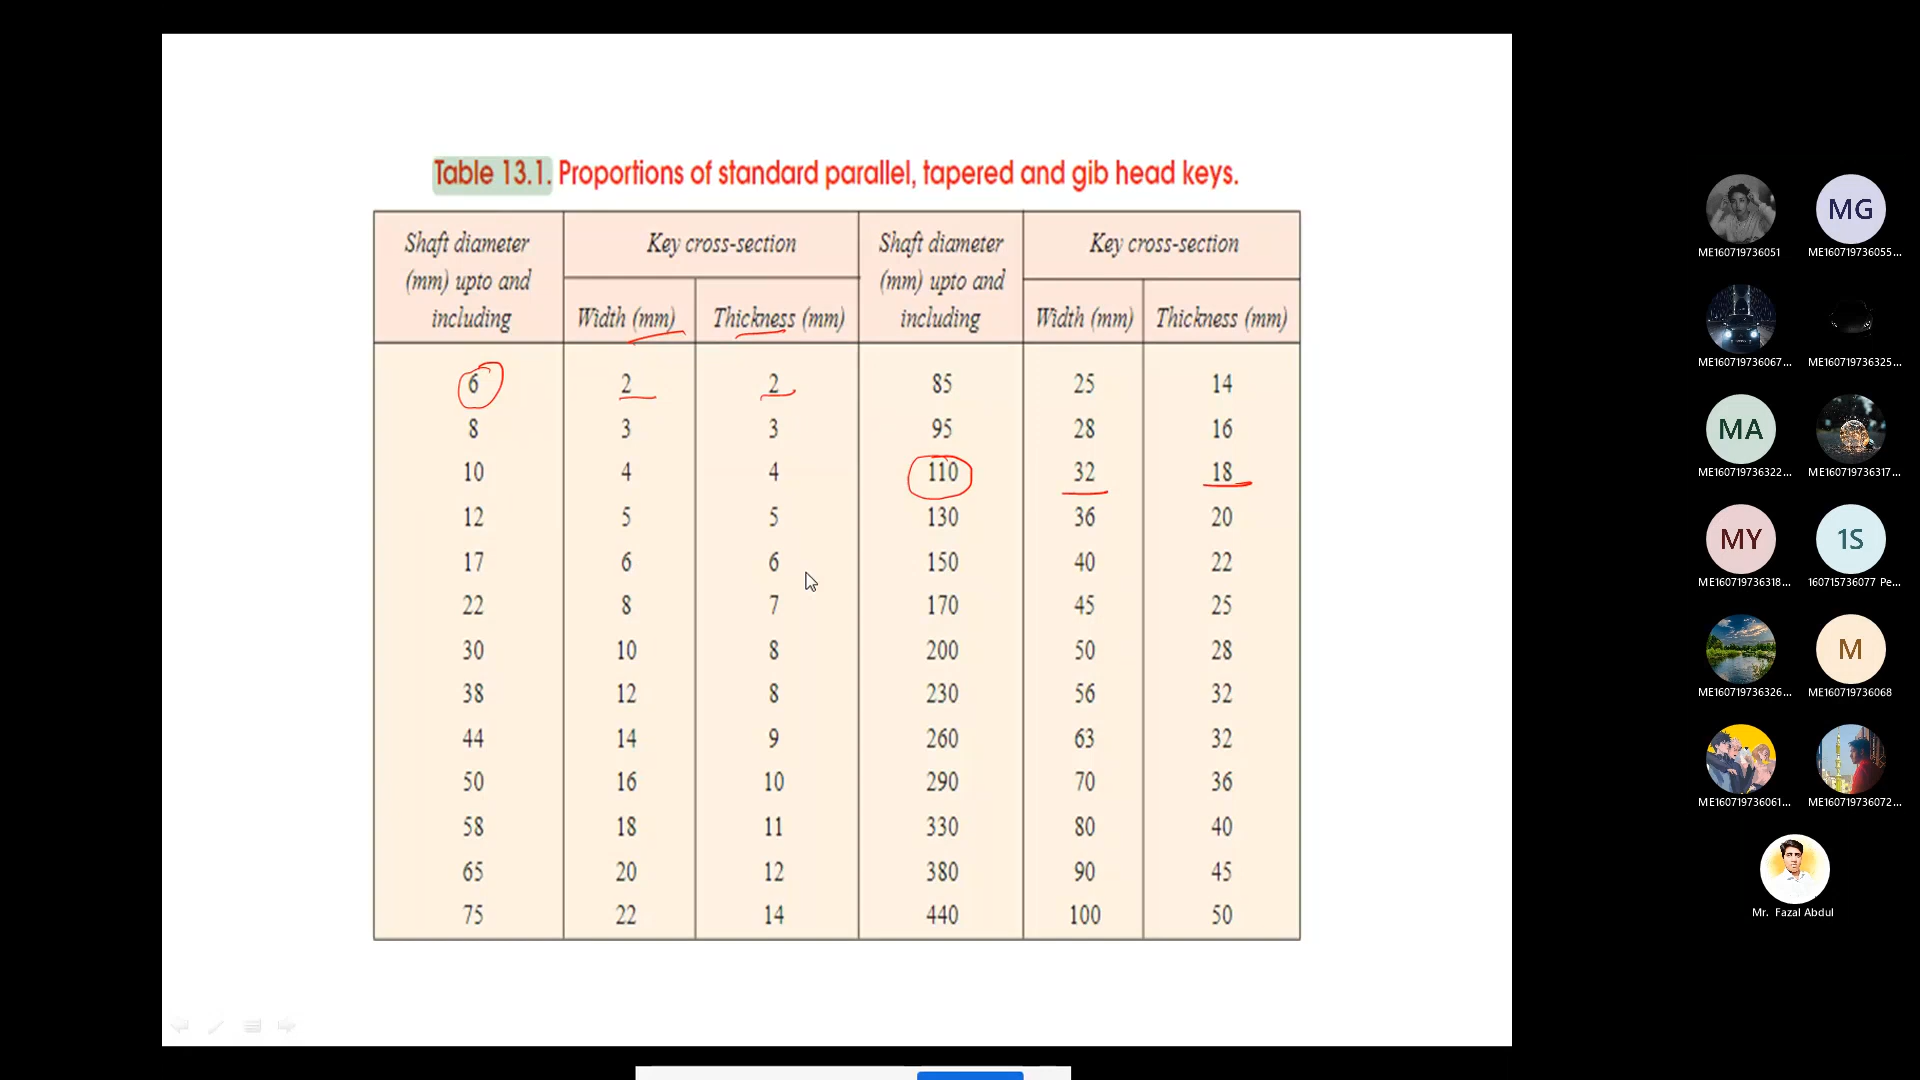 Table 13.1. Proportions of standard parallel, tapered and gib head keys.
Shaft diameter (mm) upto and including Key cross-section Shaft diameter (mm) upto and including Key cross-section
Width (mm) Thickness (mm) Width (mm) Thickness (mm)
6 2 2 85 25 14
8 3 3 95 28 16
10 4 4 110 32 18
12 5 5 130 36 20
17 6 6 150 40 22
22 8 7 170 45 25
30 10 8 200 50 28
38 12 8 230 56 32
44 14 9 260 63 32
50 16 10 290 70 36
58 18 11 330 80 40
65 20 12 380 90 45
75 22 14 440 100 50
MG
ME160719736051 ME160719736055...
ME160719736067... ME160719736325...
MA
ME160719736322... ME160719736317...
MY 1S
ME160719736318... 160715736077 Pe...
M
ME160719736326... ME160719736068
ME160719736061... ME160719736072...
Mr. Fazal Abdul